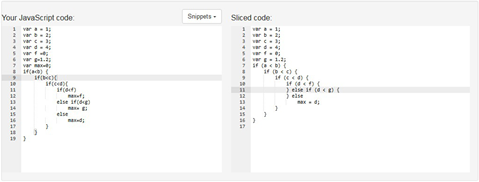 Your JavaScript code:
Snippets
1 var a = 1;
2 var b = 2;
3 var c = 3;
4 var d = 4;
5 var f =0;
6 var g=1.2;
7 var max=0;
8 if(a<b) {
9 if(b<c){
10 if(c<d){
11 if(d<f)
12 max=f;
13 else if(d<g)
14 max= g;
15 else
16 max=d;
17 }
18 }
19 }
Sliced code:
1 var a = 1;
2 var b = 2;
3 var c = 3;
4 var d = 4;
5 var f = 0;
6 var g = 1.2;
7 if (a < b) {
8 if (b < c) {
9 if (c < d) {
10 if (d < f) {
11 } else if (d < g) {
12 } else
13 max = d;
14 }
15 }
16 }
17